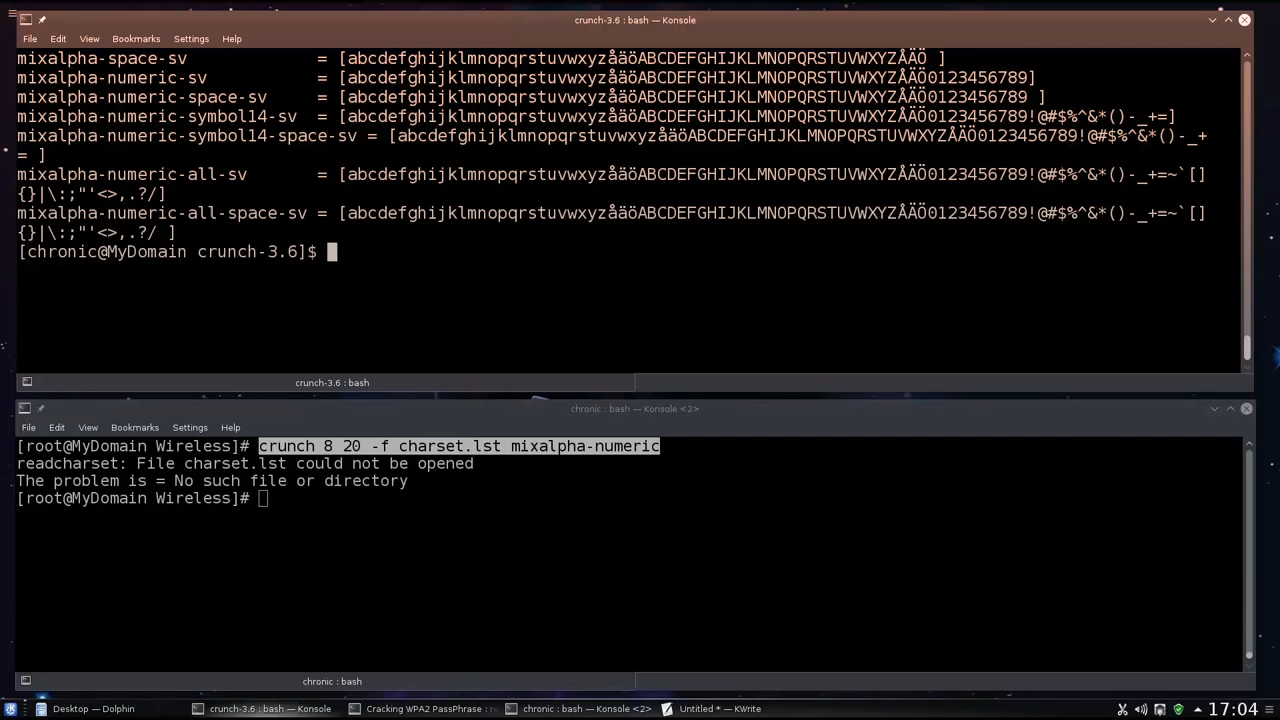 crunch-3.6 : bash — Konsole
File Edit View Bookmarks Settings Help
mixalpha-space-sv = [abcdefghijklmnopqrstuvwxyzåäöABCDEFGHIJKLMNOPQRSTUVWXYZÅÄÖ ]
mixalpha-numeric-sv = [abcdefghijklmnopqrstuvwxyzåäöABCDEFGHIJKLMNOPQRSTUVWXYZÅÄÖ0123456789]
mixalpha-numeric-space-sv = [abcdefghijklmnopqrstuvwxyzåäöABCDEFGHIJKLMNOPQRSTUVWXYZÅÄÖ0123456789 ]
mixalpha-numeric-symbol14-sv = [abcdefghijklmnopqrstuvwxyzåäöABCDEFGHIJKLMNOPQRSTUVWXYZÅÄÖ0123456789!@#$%^&*()-_+=]
mixalpha-numeric-symbol14-space-sv = [abcdefghijklmnopqrstuvwxyzåäöABCDEFGHIJKLMNOPQRSTUVWXYZÅÄÖ0123456789!@#$%^&*()-_+
= ]
mixalpha-numeric-all-sv = [abcdefghijklmnopqrstuvwxyzåäöABCDEFGHIJKLMNOPQRSTUVWXYZÅÄÖ0123456789!@#$%^&*()-_+=~`[]
{}|\:;"'<>,.?/]
mixalpha-numeric-all-space-sv = [abcdefghijklmnopqrstuvwxyzåäöABCDEFGHIJKLMNOPQRSTUVWXYZÅÄÖ0123456789!@#$%^&*()-_+=~`[]
{}|\:;"'<>,.?/ ]
[chronic@MyDomain crunch-3.6]$
crunch-3.6 : bash
chronic : bash — Konsole <2>
File Edit View Bookmarks Settings Help
[root@MyDomain Wireless]# crunch 8 20 -f charset.lst mixalpha-numeric
readcharset: File charset.lst could not be opened
The problem is = No such file or directory
[root@MyDomain Wireless]#
chronic : bash
Desktop — Dolphin crunch-3.6 : bash — Konsole Cracking WPA2 PassPhrase : chronic : bash — Konsole <2> Untitled * — KWrite 17:04